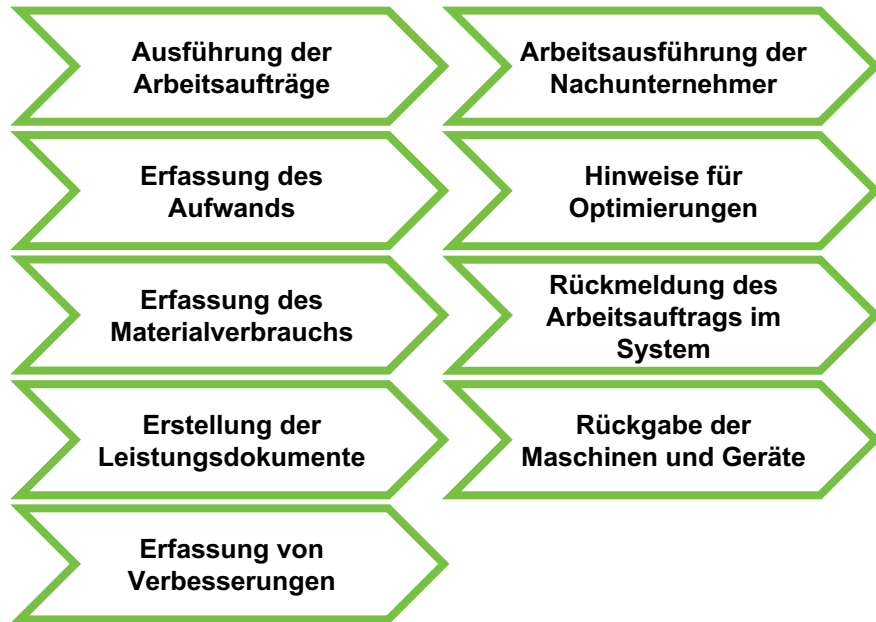 Ausführung der
Arbeitsaufträge
Arbeitsausführung der
Nachunternehmer
Erfassung des
Aufwands
Hinweise für
Optimierungen
Erfassung des
Materialverbrauchs
Rückmeldung des
Arbeitsauftrags im
System
Erstellung der
Leistungsdokumente
Rückgabe der
Maschinen und Geräte
Erfassung von
Verbesserungen